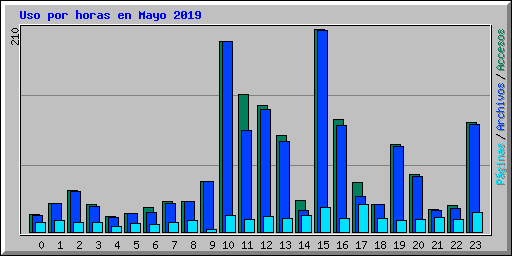 Uso por horas en Mayo 2019
210
Páginas/Archivos/Accesos
0 1 2 3 4 5 6 7 8 9 10 11 12 13 14 15 16 17 18 19 20 21 22 23